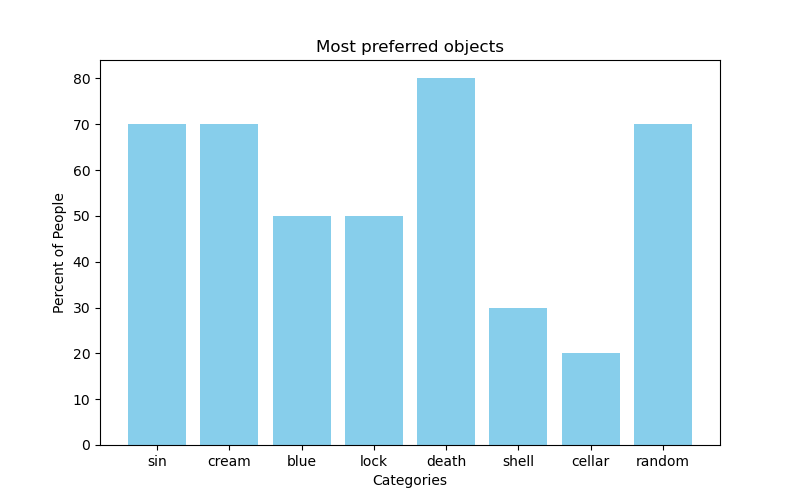 Most preferred objects
Percent of People
80
70
60
50
40
30
20
10
0
sin cream blue lock death shell cellar random
Categories